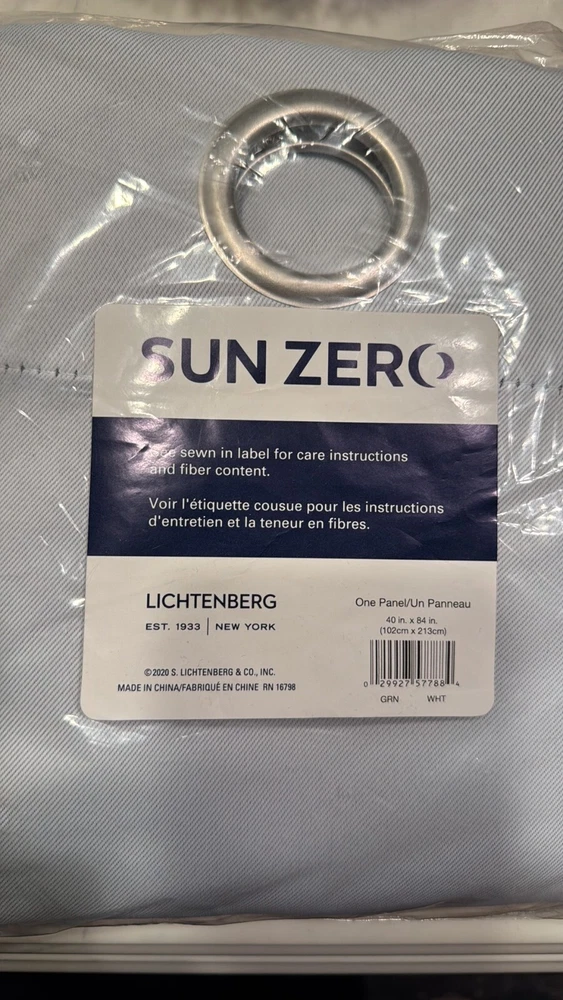 SUN ZERO
See sewn in label for care instructions
and fiber content.
Voir l'étiquette cousue pour les instructions
d'entretien et la teneur en fibres.
LICHTENBERG
EST. 1933 | NEW YORK
©2020 S. LICHTENBERG & CO., INC.
MADE IN CHINA/FABRIQUÉ EN CHINE RN 16798
One Panel/Un Panneau
40 in. x 84 in.
(102cm x 213cm)
0 29927 57788 4
GRN WHT